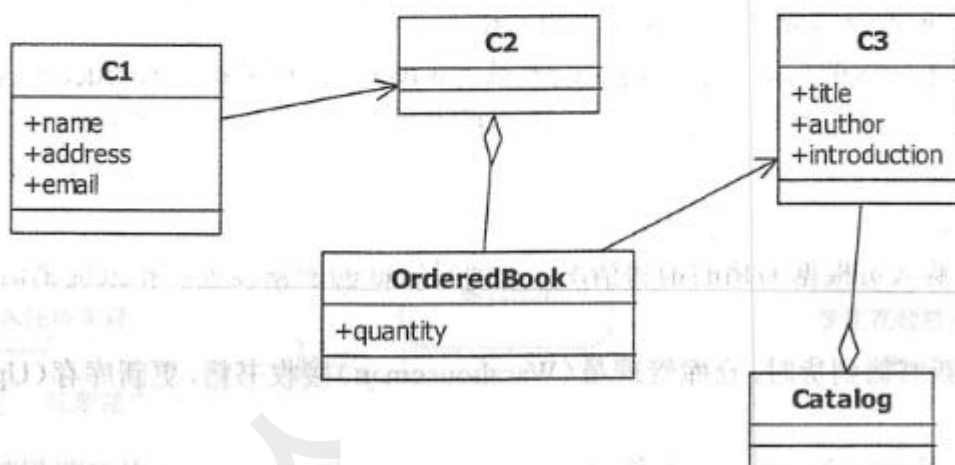 C1
+name
+address
+email
C2
C3
+title
+author
+introduction
OrderedBook
+quantity
Catalog